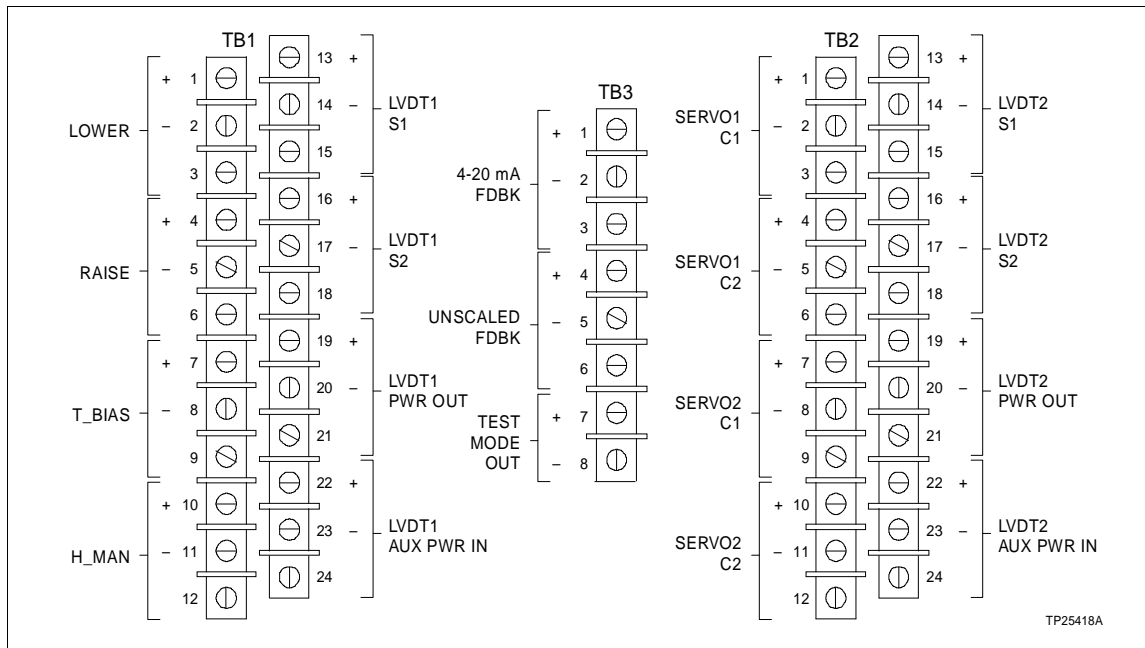 TB1
LOWER
+ 1
– 2
3
RAISE
+ 4
– 5
6
T_BIAS
+ 7
– 8
9
H_MAN
+ 10
– 11
12
13 +
14 –
15
LVDT1
S1
16 +
17 –
18
LVDT1
S2
19 +
20 –
21
LVDT1
PWR OUT
22 +
23 –
24
LVDT1
AUX PWR IN
TB3
4-20 mA
FDBK
+ 1
– 2
3
UNSCALED
FDBK
+ 4
– 5
6
TEST
MODE
OUT
+ 7
– 8
TB2
SERVO1
C1
+ 1
– 2
3
SERVO1
C2
+ 4
– 5
6
SERVO2
C1
+ 7
– 8
9
SERVO2
C2
+ 10
– 11
12
13 +
14 –
15
LVDT2
S1
16 +
17 –
18
LVDT2
S2
19 +
20 –
21
LVDT2
PWR OUT
22 +
23 –
24
LVDT2
AUX PWR IN
TP25418A